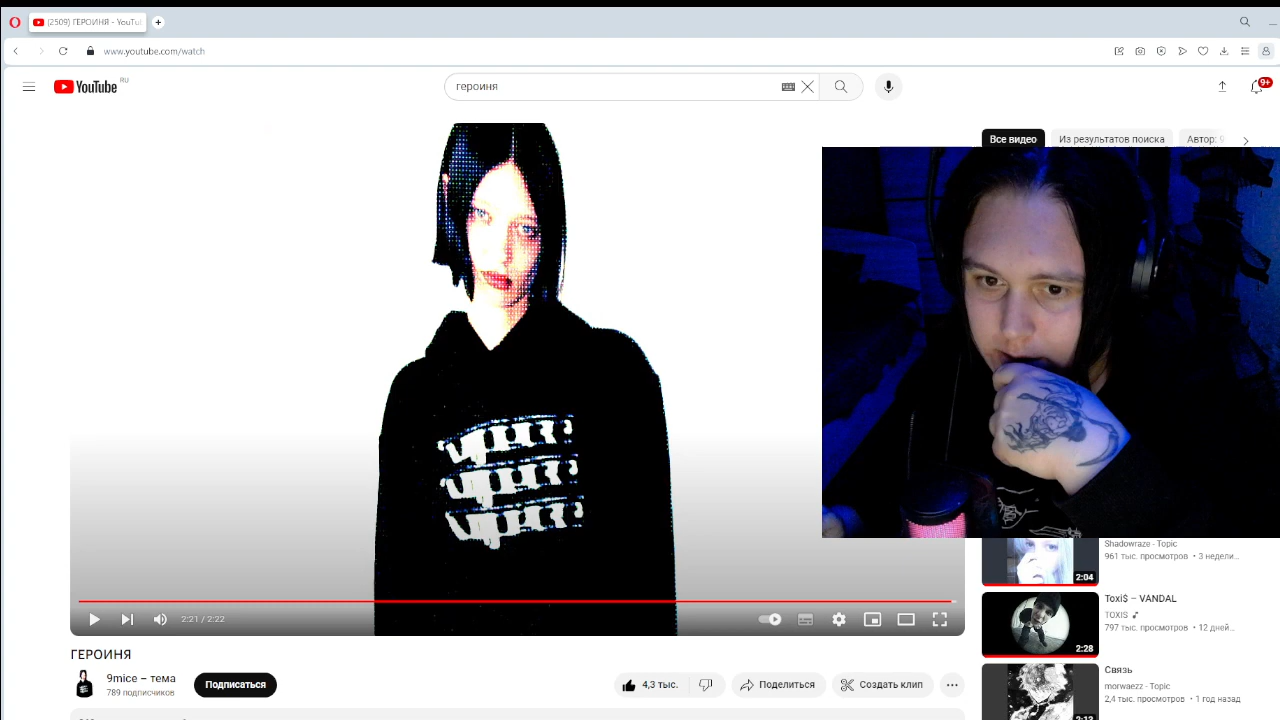 (2509) ГЕРОИНЯ - YouTu
www.youtube.com/watch
YouTube RU
героиня
9+
Все видео
Из результатов поиска
Автор: 9
2:21 / 2:22
ГЕРОИНЯ
9mice – тема
789 подписчиков
Подписаться
4,3 тыс.
Поделиться
Создать клип
Shadowraze - Topic
961 тыс. просмотров • 3 недели...
2:04
Toxi$ – VANDAL
TOXIS
797 тыс. просмотров • 12 дней...
2:28
Связь
morwaezz - Topic
2,4 тыс. просмотров • 1 год назад